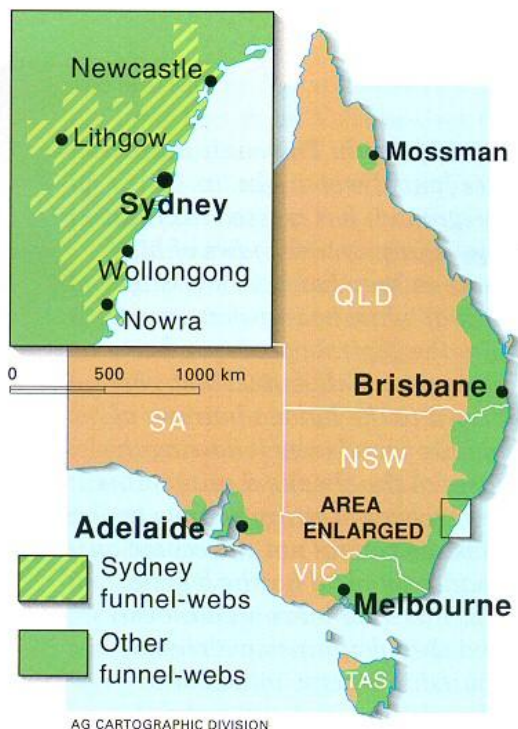 Newcastle
Lithgow
Sydney
Wollongong
Nowra
Mossman
QLD
0 500 1000 km
Brisbane
SA
NSW
AREA
ENLARGED
Adelaide
VIC
Melbourne
Sydney
funnel-webs
Other
funnel-webs
TAS
AG CARTOGRAPHIC DIVISION